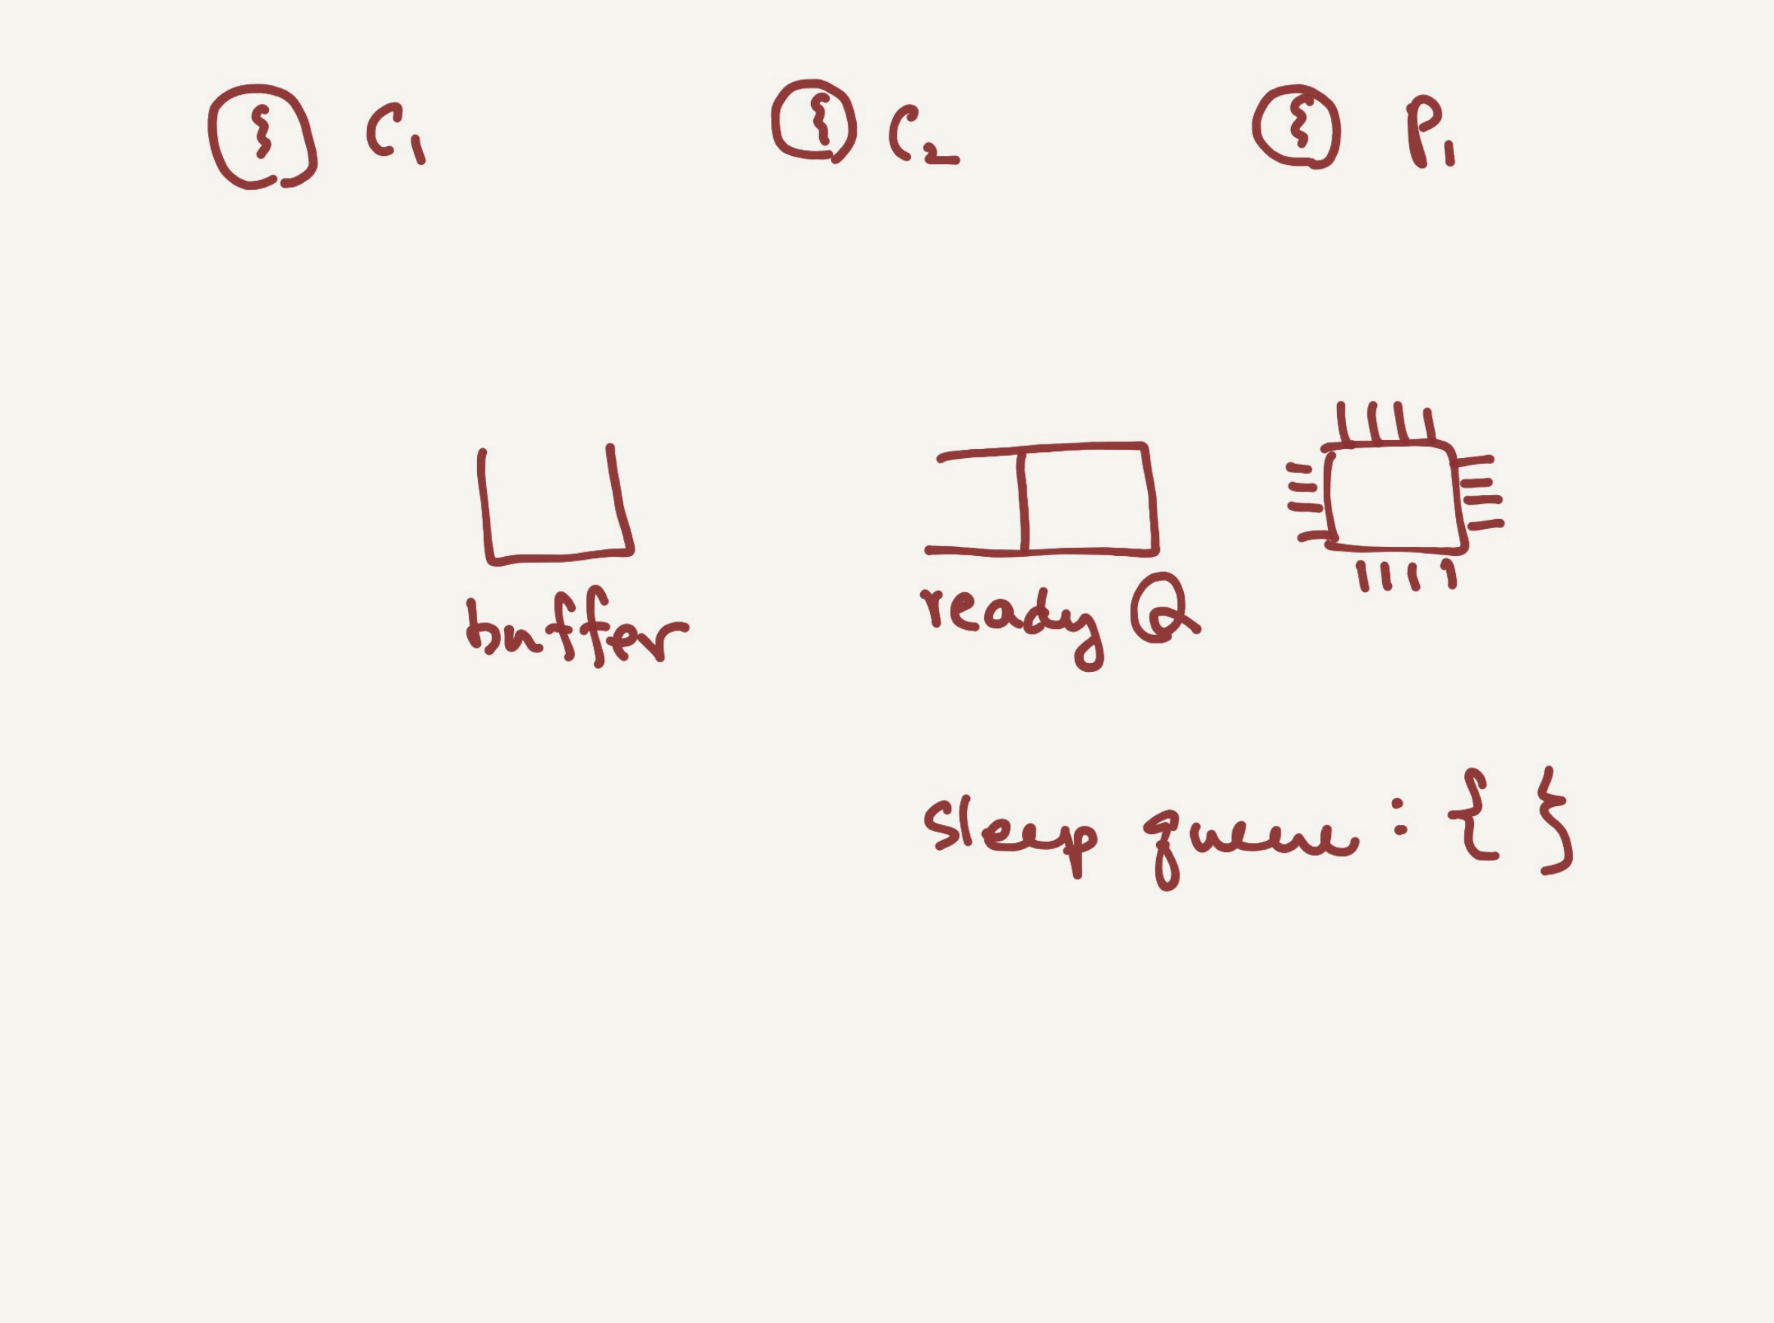 C₁ C₂ P₁
buffer ready Q
sleep queue : { }